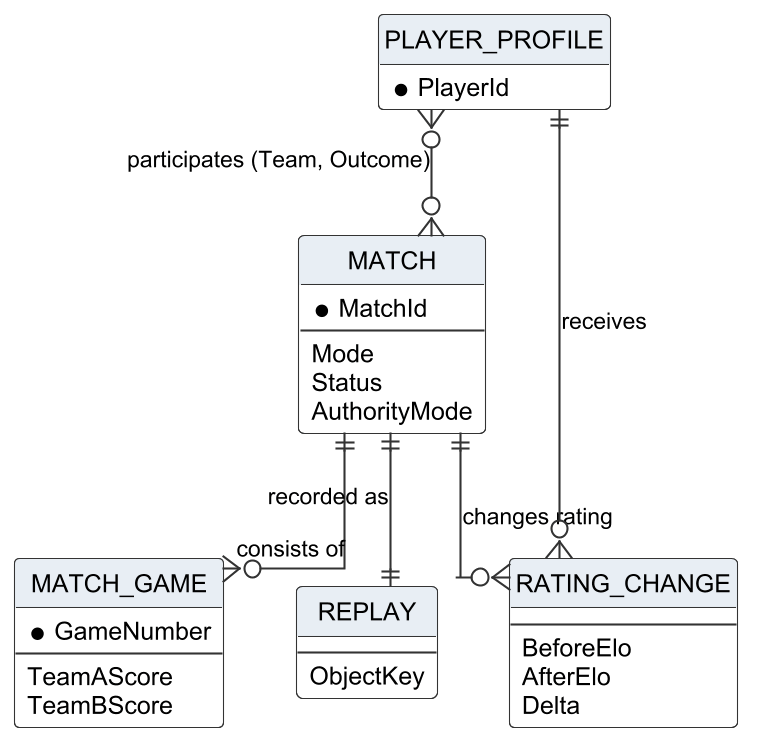 PLAYER_PROFILE
● PlayerId
participates (Team, Outcome)
MATCH
● MatchId
Mode
Status
AuthorityMode
receives
recorded as
changes rating
consists of
MATCH_GAME
● GameNumber
TeamAScore
TeamBScore
REPLAY
ObjectKey
RATING_CHANGE
BeforeElo
AfterElo
Delta